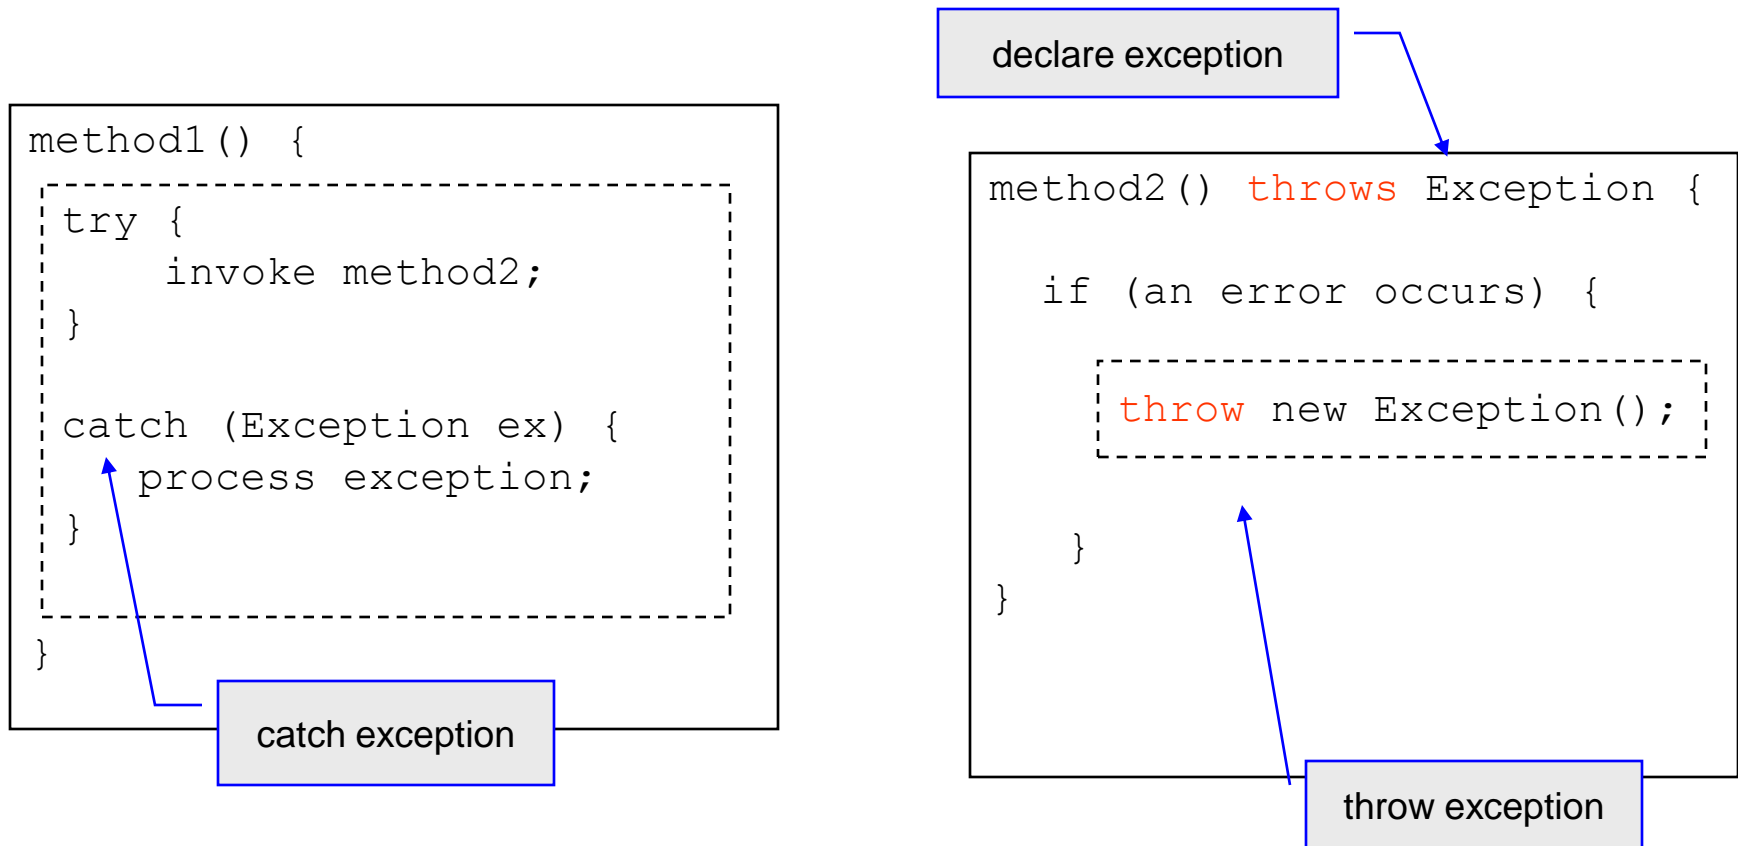 declare exception
method1() {
try {
invoke method2;
}
catch (Exception ex) {
process exception;
}
}
catch exception
method2() throws Exception {
if (an error occurs) {
throw new Exception();
}
}
throw exception